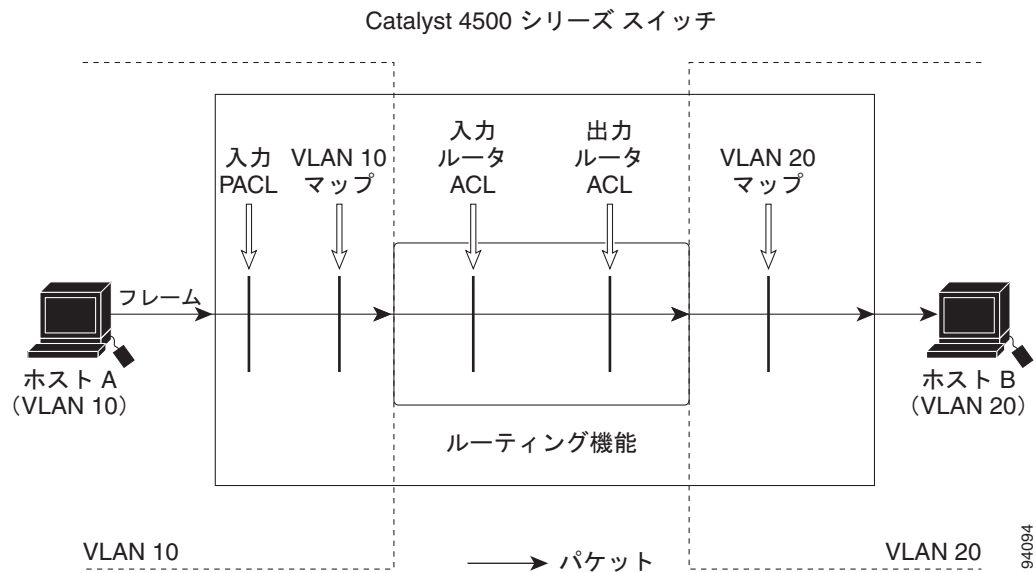 Catalyst 4500 シリーズ スイッチ
入力
PACL
VLAN 10
マップ
入力
ルータ
ACL
出力
ルータ
ACL
VLAN 20
マップ
フレーム
ホスト A
（VLAN 10）
ホスト B
（VLAN 20）
ルーティング機能
VLAN 10
パケット
VLAN 20
94094